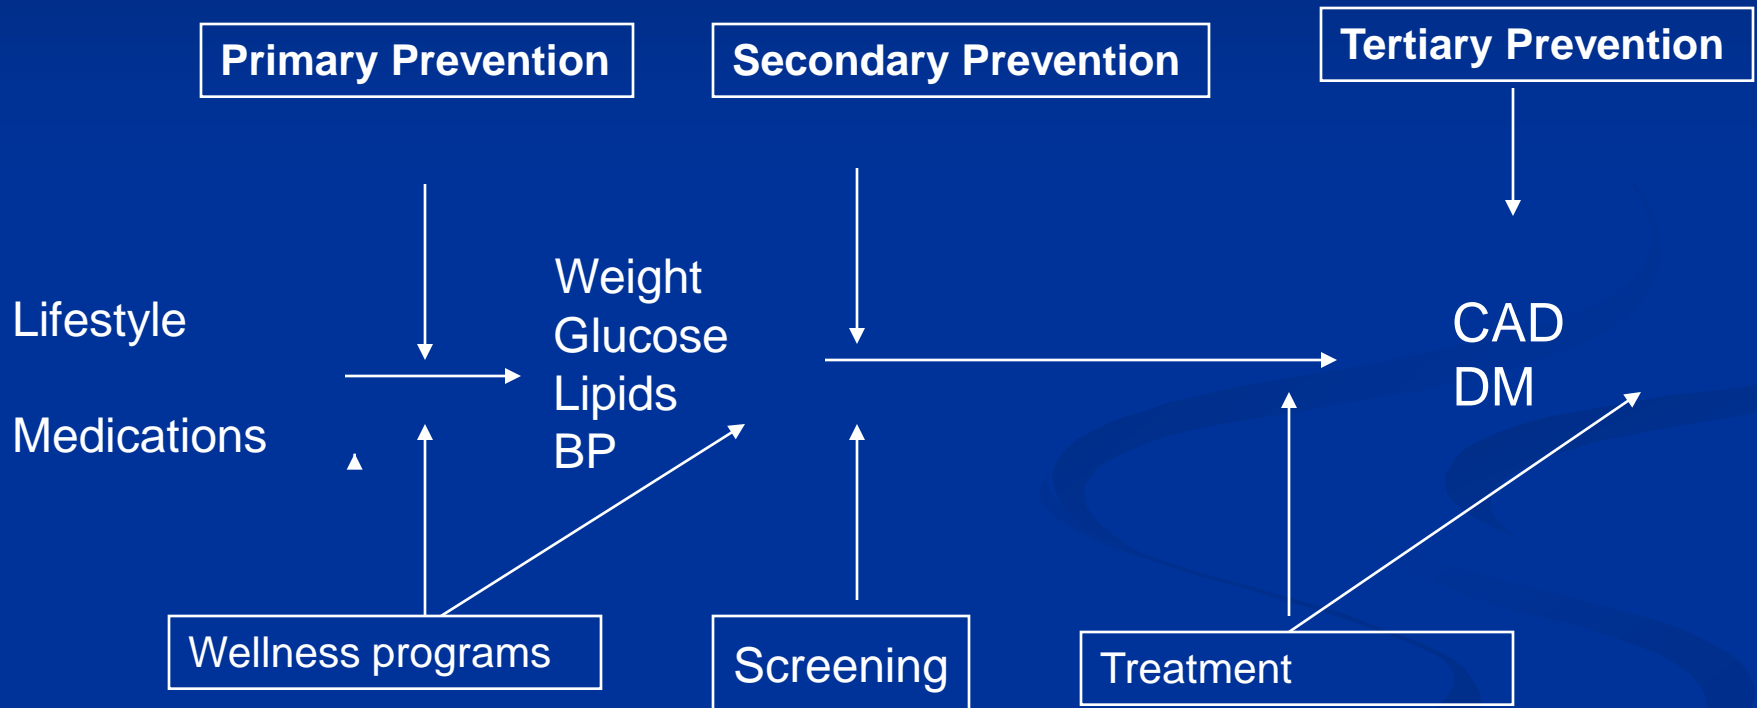 Primary Prevention
Secondary Prevention
Tertiary Prevention
Lifestyle
Medications
Weight
Glucose
Lipids
BP
CAD
DM
Wellness programs
Screening
Treatment